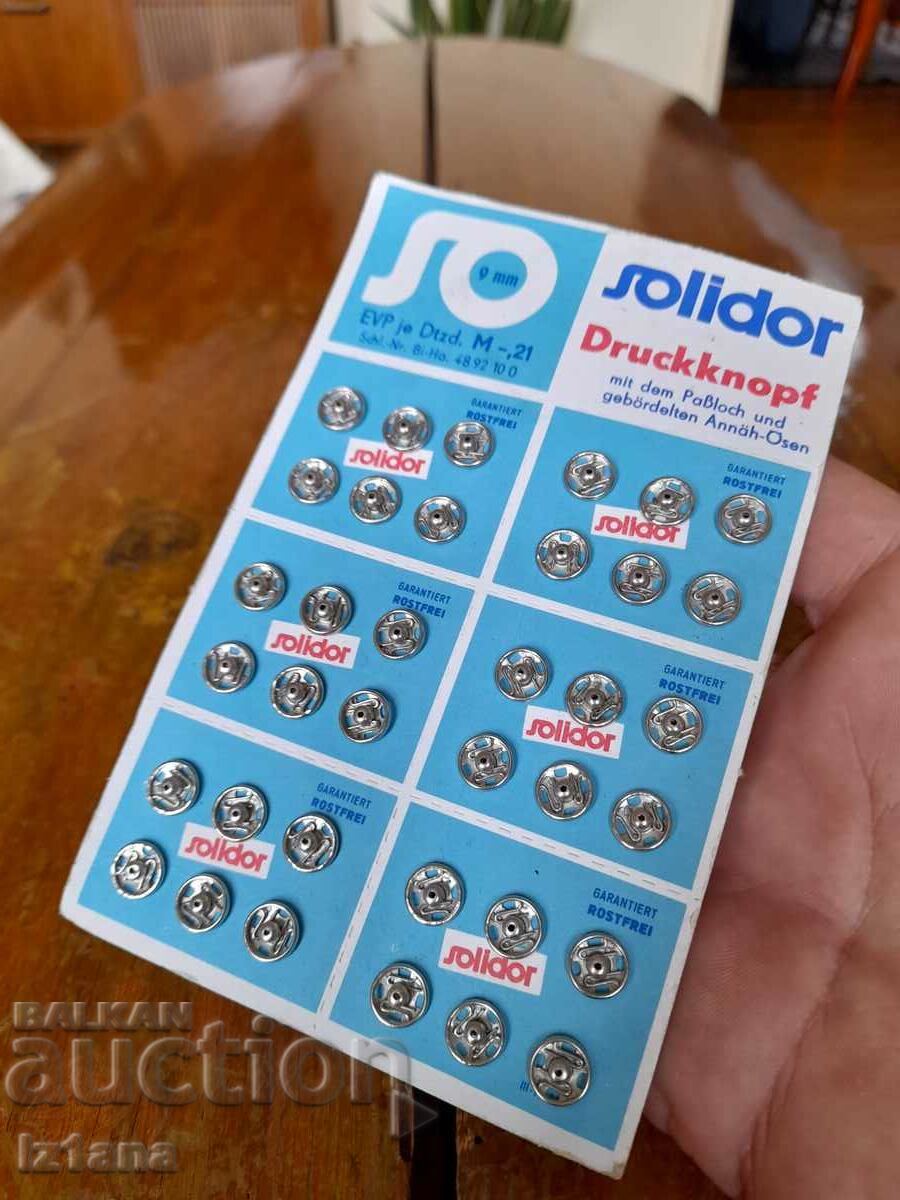 SO
9 mm
EVP je Dtzd. M -,21
Schl.-Nr. Bi-Ho. 48 92 10 0
solidor
Druckknopf
mit dem Paßloch und
gebördelten Annäh-Ösen
GARANTIERT
ROSTFREI
solidor
GARANTIERT
ROSTFREI
solidor
GARANTIERT
ROSTFREI
solidor
GARANTIERT
ROSTFREI
solidor
GARANTIERT
ROSTFREI
solidor
GARANTIERT
ROSTFREI
solidor
BALKAN
auction
Iz1ana